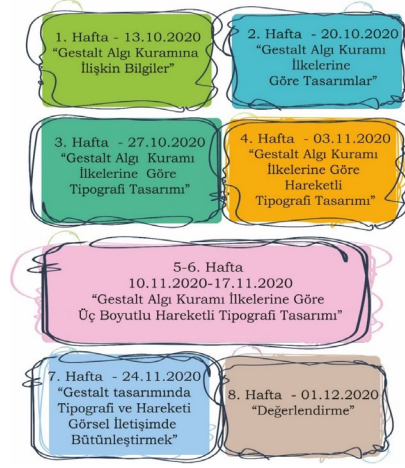 1. Hafta - 13.10.2020
“Gestalt Algı Kuramına
İlişkin Bilgiler”
2. Hafta - 20.10.2020
“Gestalt Algı Kuramı
İlkelerine
Göre Tasarımlar”
3. Hafta - 27.10.2020
“Gestalt Algı Kuramı
İlkelerine Göre
Tipografi Tasarımı”
4. Hafta - 03.11.2020
“Gestalt Algı Kuramı
İlkelerine Göre
Hareketli
Tipografi Tasarımı”
5-6. Hafta
10.11.2020-17.11.2020
“Gestalt Algı Kuramı İlkelerine Göre
Üç Boyutlu Hareketli Tipografi Tasarımı”
7. Hafta - 24.11.2020
“Gestalt tasarımında
Tipografi ve Hareketi
Görsel İletişimde
Bütünleştirmek”
8. Hafta - 01.12.2020
“Değerlendirme”